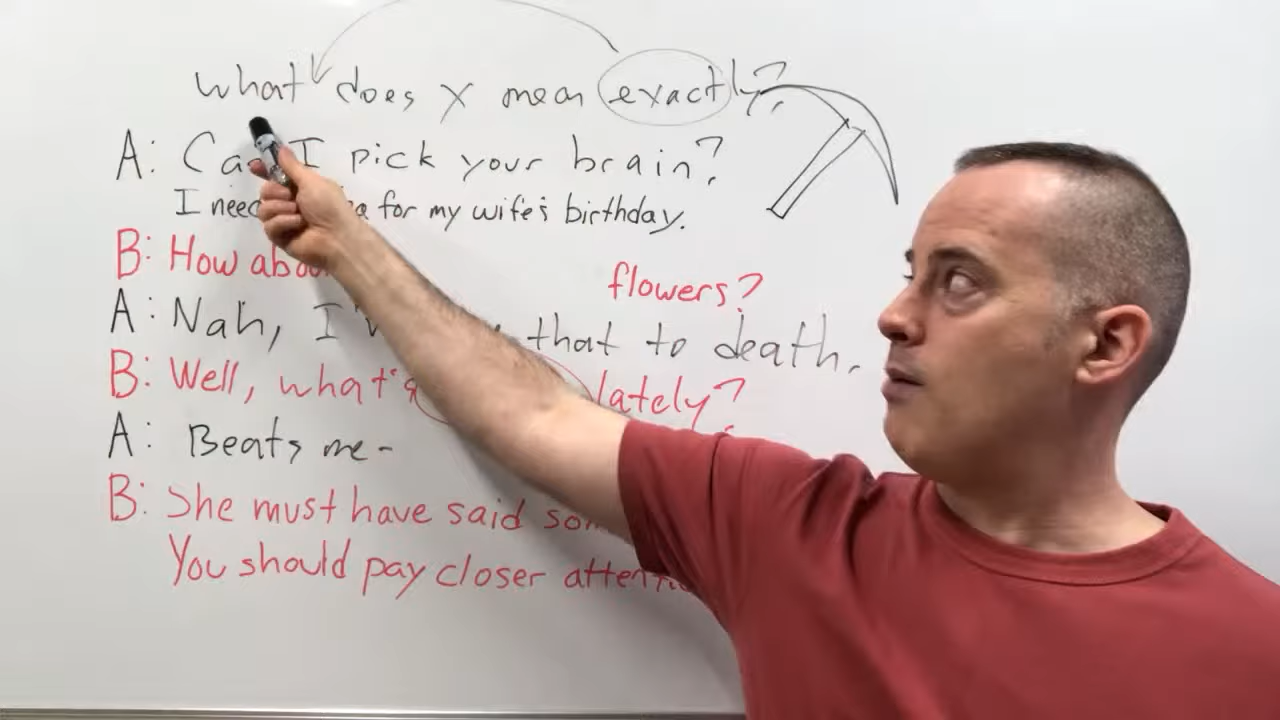 what does x mean exactly?
A: Can I pick your brain?
I need for my wife's birthday.
B: How about
flowers?
A: Nah, that to death.
B: Well, what's lately?
A: Beats me-
B: She must have said
You should pay closer